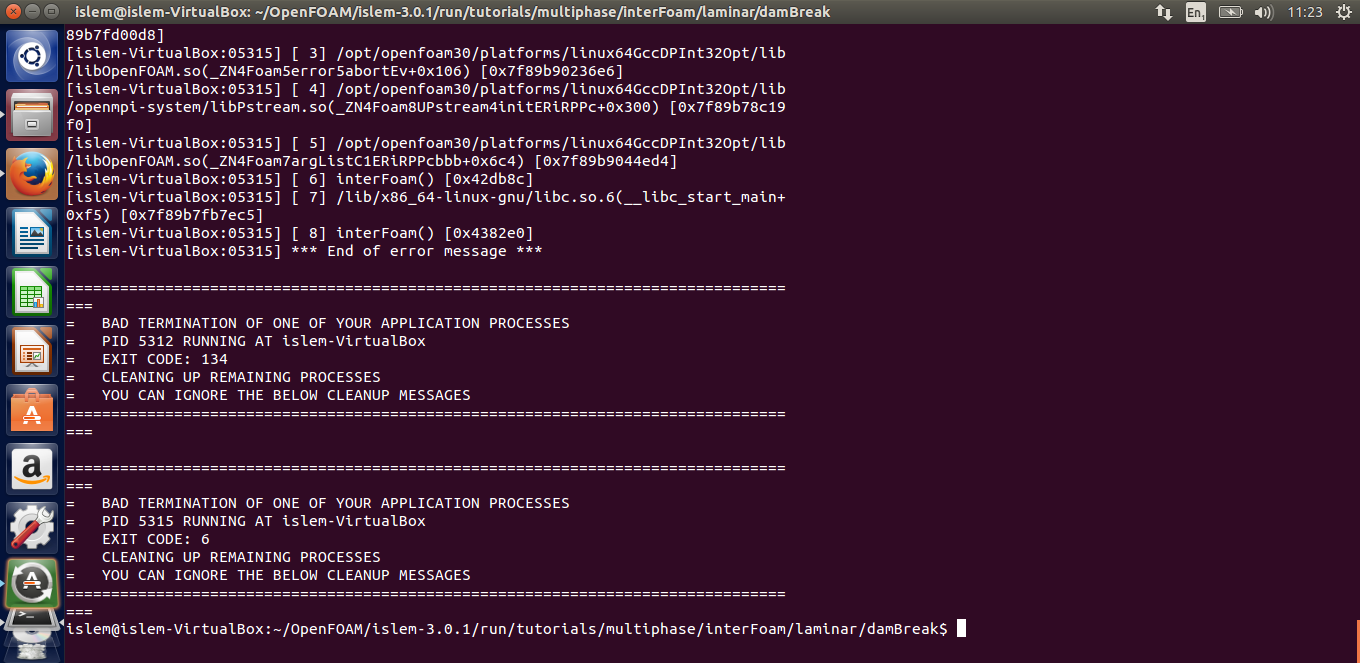 islem@islem-VirtualBox: ~/OpenFOAM/islem-3.0.1/run/tutorials/multiphase/interFoam/laminar/damBreak
En1
11:23
89b7fd00d8]
[islem-VirtualBox:05315] [ 3] /opt/openfoam30/platforms/linux64GccDPInt32Opt/lib
/libOpenFOAM.so(_ZN4Foam5error5abortEv+0x106) [0x7f89b90236e6]
[islem-VirtualBox:05315] [ 4] /opt/openfoam30/platforms/linux64GccDPInt32Opt/lib
/openmpi-system/libPstream.so(_ZN4Foam8UPstream4initERiRPPc+0x300) [0x7f89b78c19
f0]
[islem-VirtualBox:05315] [ 5] /opt/openfoam30/platforms/linux64GccDPInt32Opt/lib
/libOpenFOAM.so(_ZN4Foam7argListC1ERiRPPcbbb+0x6c4) [0x7f89b9044ed4]
[islem-VirtualBox:05315] [ 6] interFoam() [0x42db8c]
[islem-VirtualBox:05315] [ 7] /lib/x86_64-linux-gnu/libc.so.6(__libc_start_main+
0xf5) [0x7f89b7fb7ec5]
[islem-VirtualBox:05315] [ 8] interFoam() [0x4382e0]
[islem-VirtualBox:05315] *** End of error message ***
================================================================================
===
=   BAD TERMINATION OF ONE OF YOUR APPLICATION PROCESSES
=   PID 5312 RUNNING AT islem-VirtualBox
=   EXIT CODE: 134
=   CLEANING UP REMAINING PROCESSES
=   YOU CAN IGNORE THE BELOW CLEANUP MESSAGES
================================================================================
===
================================================================================
===
=   BAD TERMINATION OF ONE OF YOUR APPLICATION PROCESSES
=   PID 5315 RUNNING AT islem-VirtualBox
=   EXIT CODE: 6
=   CLEANING UP REMAINING PROCESSES
=   YOU CAN IGNORE THE BELOW CLEANUP MESSAGES
================================================================================
===
islem@islem-VirtualBox:~/OpenFOAM/islem-3.0.1/run/tutorials/multiphase/interFoam/laminar/damBreak$